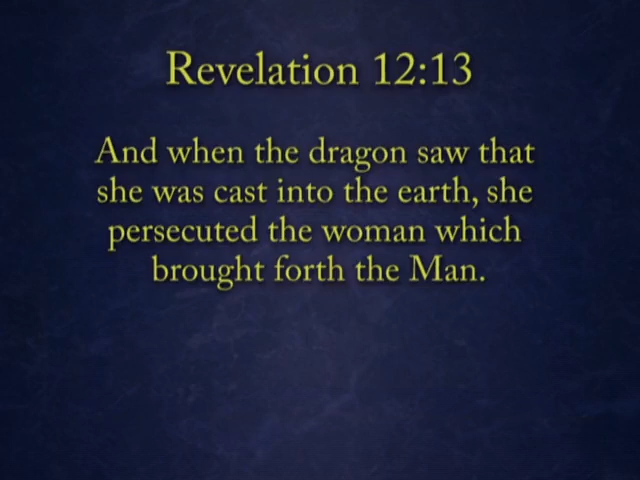 Revelation 12:13
And when the dragon saw that
she was cast into the earth, she
persecuted the woman which
brought forth the Man.